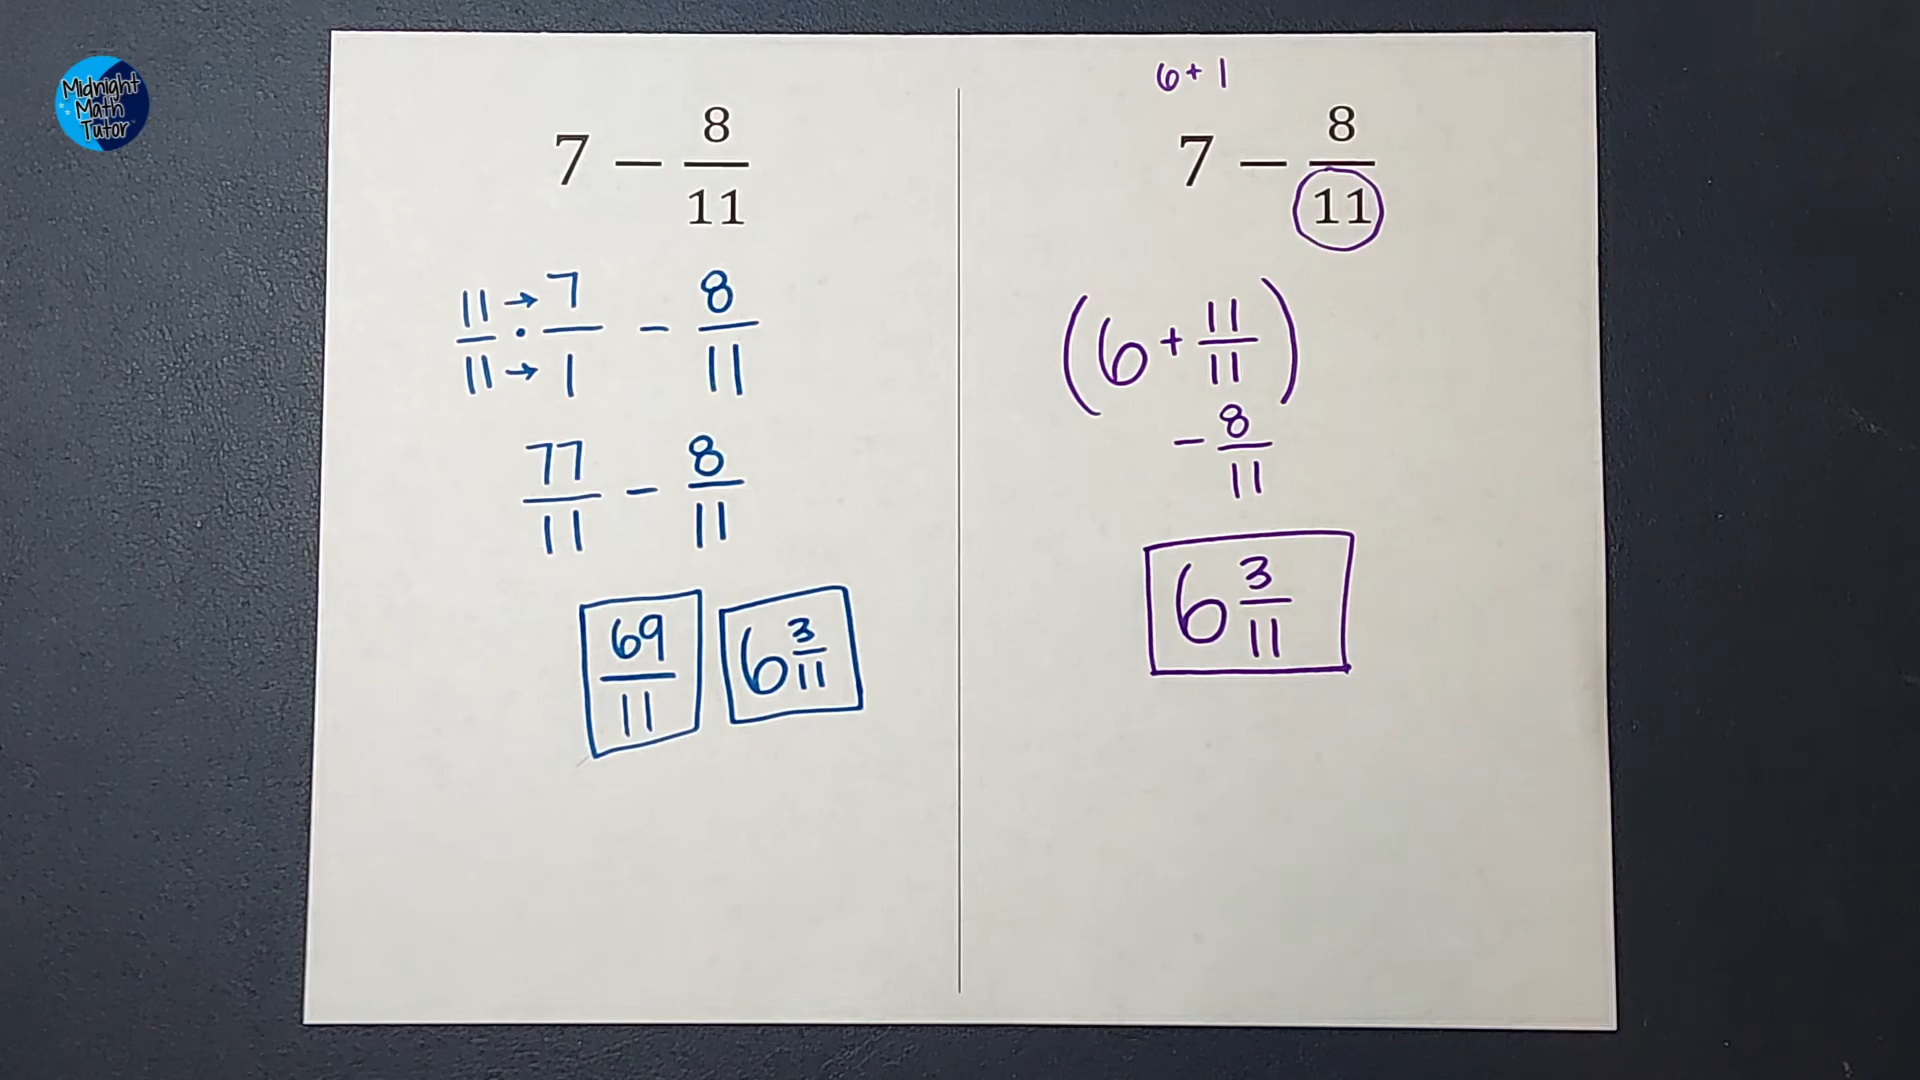 Midnight
Math
Tutor
7 − 8/11
11/11 → → · 7/1 - 8/11
77/11 - 8/11
69/11 6 3/11
6 + 1
7 − 8/11
(6 + 11/11)
- 8/11
6 3/11